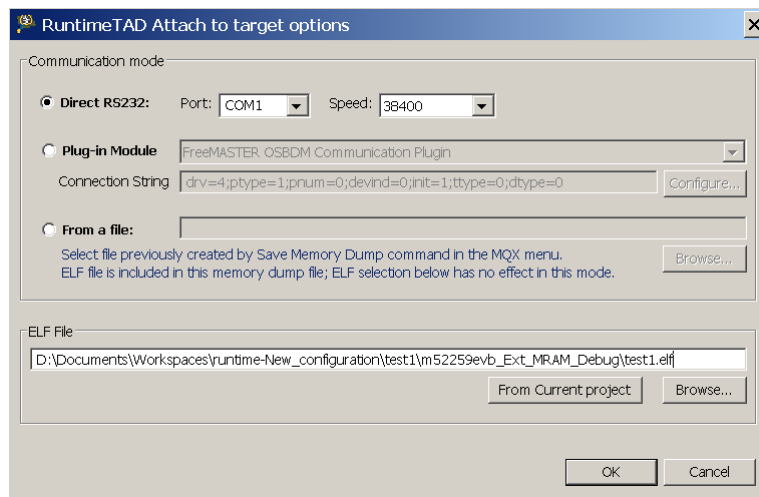 RuntimeTAD Attach to target options
Communication mode
Direct RS232: Port: COM1 Speed: 38400
Plug-in Module FreeMASTER OSBDM Communication Plugin
Connection String drv=4;ptype=1;pnum=0;devind=0;init=1;ttype=0;dtype=0 Configure...
From a file:
Select file previously created by Save Memory Dump command in the MQX menu. Browse...
ELF file is included in this memory dump file; ELF selection below has no effect in this mode.
ELF File
D:\Documents\Workspaces\runtime-New_configuration\test1\m52259evb_Ext_MRAM_Debug\test1.elf
From Current project Browse...
OK Cancel